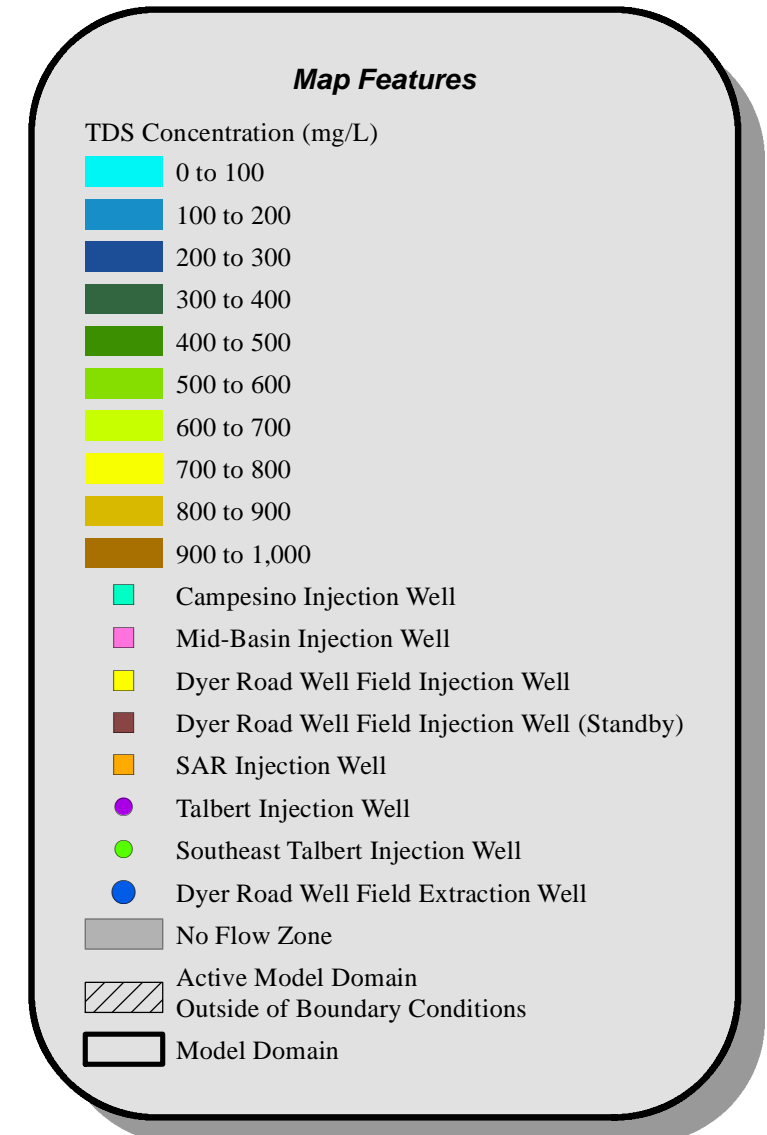 Map Features
TDS Concentration (mg/L)
0 to 100
100 to 200
200 to 300
300 to 400
400 to 500
500 to 600
600 to 700
700 to 800
800 to 900
900 to 1,000
Campesino Injection Well
Mid-Basin Injection Well
Dyer Road Well Field Injection Well
Dyer Road Well Field Injection Well (Standby)
SAR Injection Well
Talbert Injection Well
Southeast Talbert Injection Well
Dyer Road Well Field Extraction Well
No Flow Zone
Active Model Domain
Outside of Boundary Conditions
Model Domain